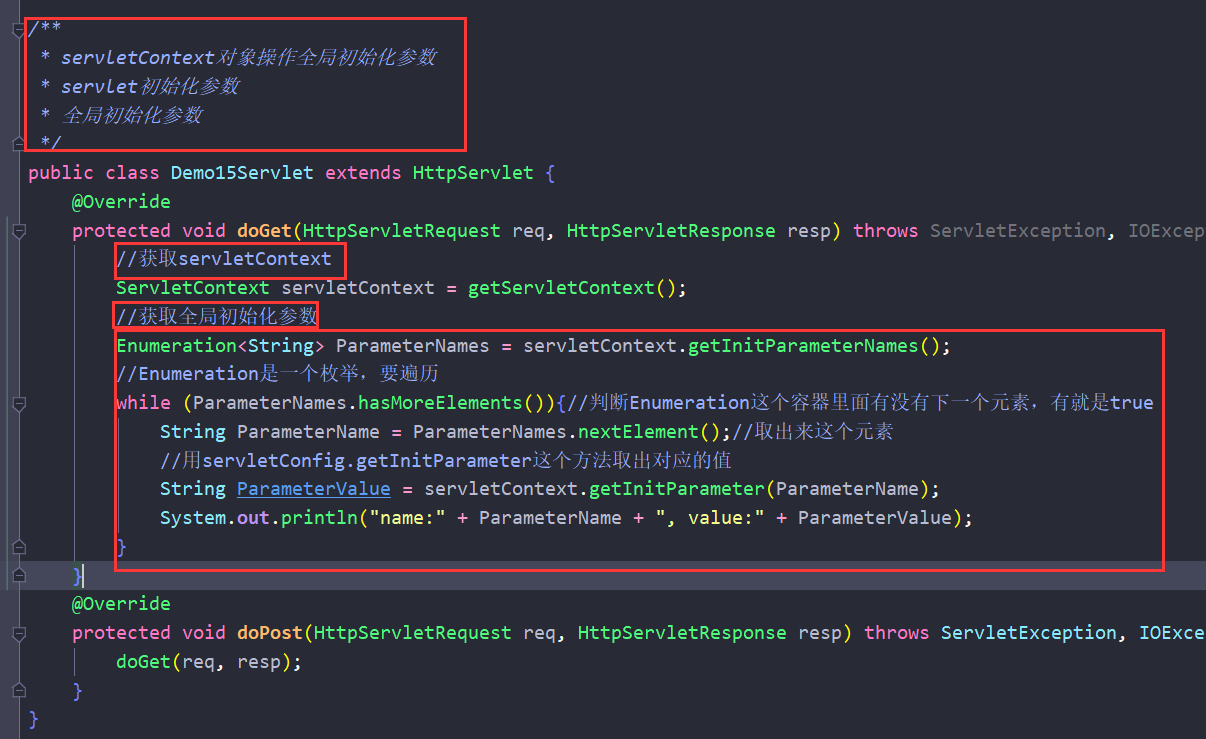 /**
 * servletContext对象操作全局初始化参数
 * servlet初始化参数
 * 全局初始化参数
 */
public class Demo15Servlet extends HttpServlet {
    @Override
    protected void doGet(HttpServletRequest req, HttpServletResponse resp) throws ServletException,
        //获取servletContext
        ServletContext servletContext = getServletContext();
        //获取全局初始化参数
        Enumeration<String> ParameterNames = servletContext.getInitParameterNames();
        //Enumeration是一个枚举，要遍历
        while (ParameterNames.hasMoreElements()){//判断Enumeration这个容器里面有没有下一个元素，有就是true
            String ParameterName = ParameterNames.nextElement();//取出来这个元素
            //用servletConfig.getInitParameter这个方法取出对应的值
            String ParameterValue = servletContext.getInitParameter(ParameterName);
            System.out.println("name:" + ParameterName + ", value:" + ParameterValue);
        }
    }
    @Override
    protected void doPost(HttpServletRequest req, HttpServletResponse resp) throws ServletException,
        doGet(req, resp);
    }
}